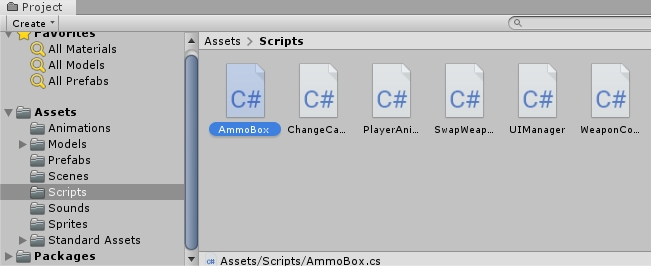 Project
Create
Favorites
All Materials
All Models
All Prefabs
Assets
Animations
Models
Prefabs
Scenes
Scripts
Sounds
Sprites
Standard Assets
Packages
Assets > Scripts
C# C# C# C# C# C#
AmmoBox ChangeCa... PlayerAni... SwapWeap... UIManager WeaponCo...
C# Assets/Scripts/AmmoBox.cs